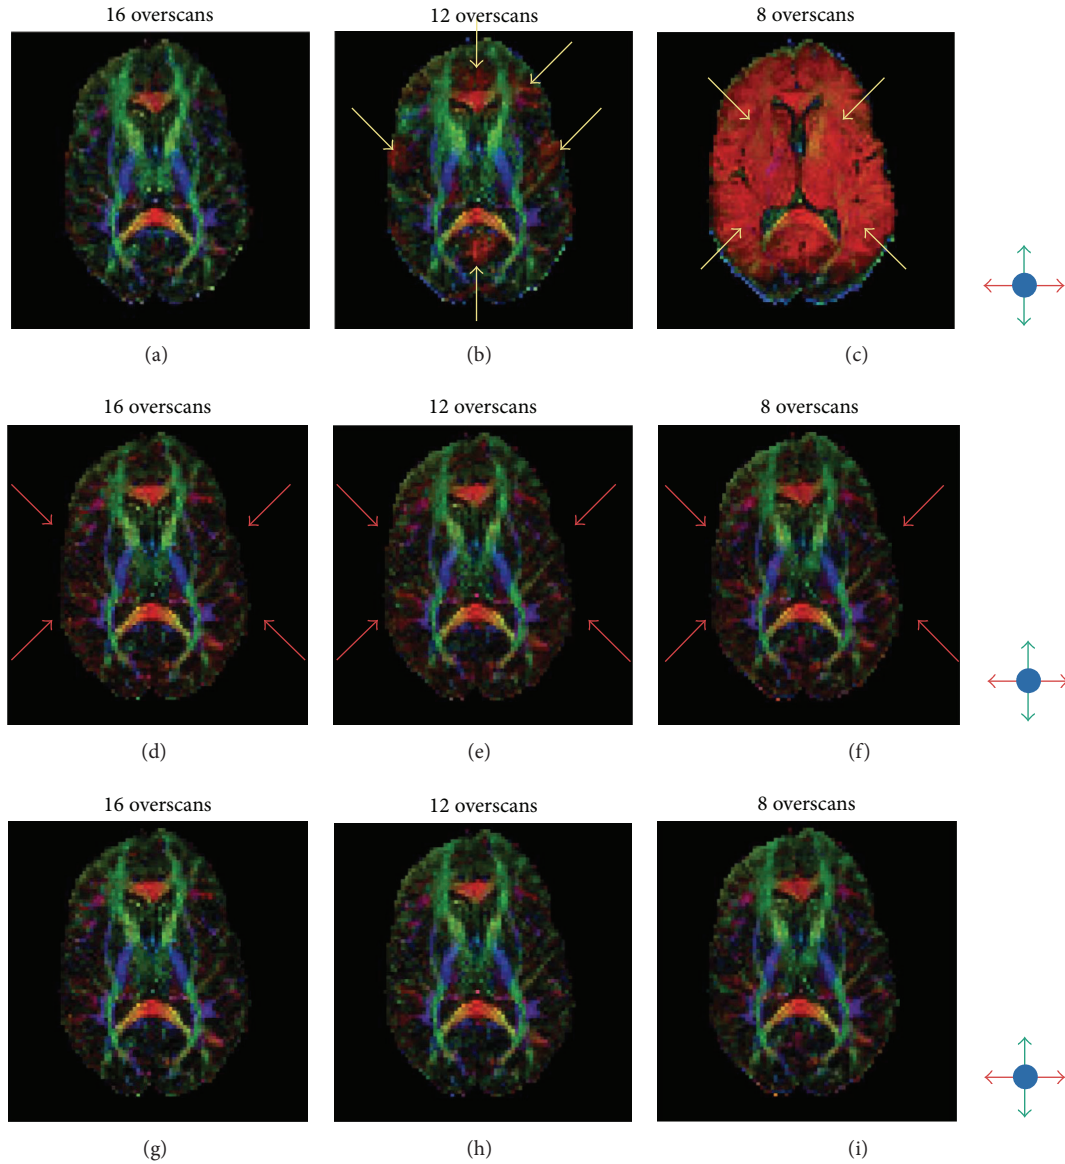 16 overscans
12 overscans
8 overscans
(a)
(b)
(c)
16 overscans
12 overscans
8 overscans
(d)
(e)
(f)
16 overscans
12 overscans
8 overscans
(g)
(h)
(i)